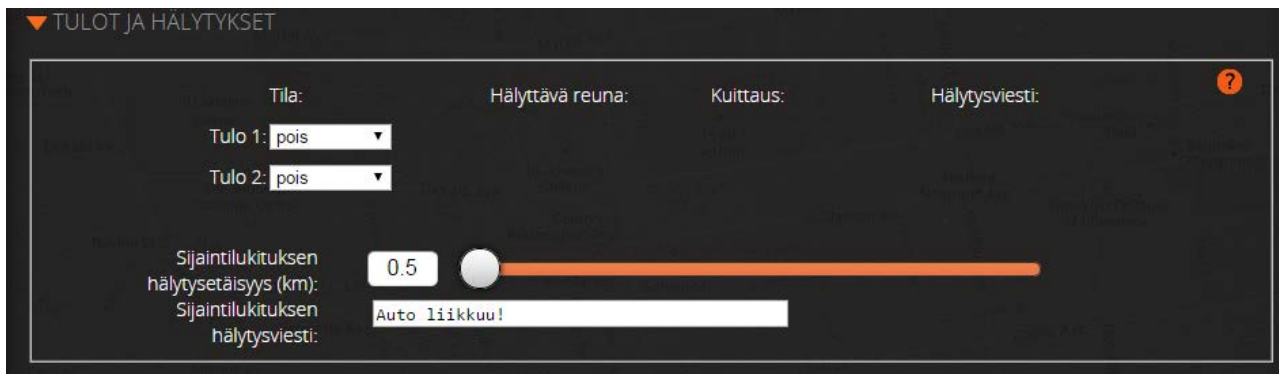 TULOT JA HÄLYTYKSET
?
Tila: Hälyttävä reuna: Kuittaus: Hälytysviesti:
Tulo 1: pois
Tulo 2: pois
Sijaintilukituksen
hälytysetäisyys (km): 0.5
Sijaintilukituksen
hälytysviesti: Auto liikkuu!